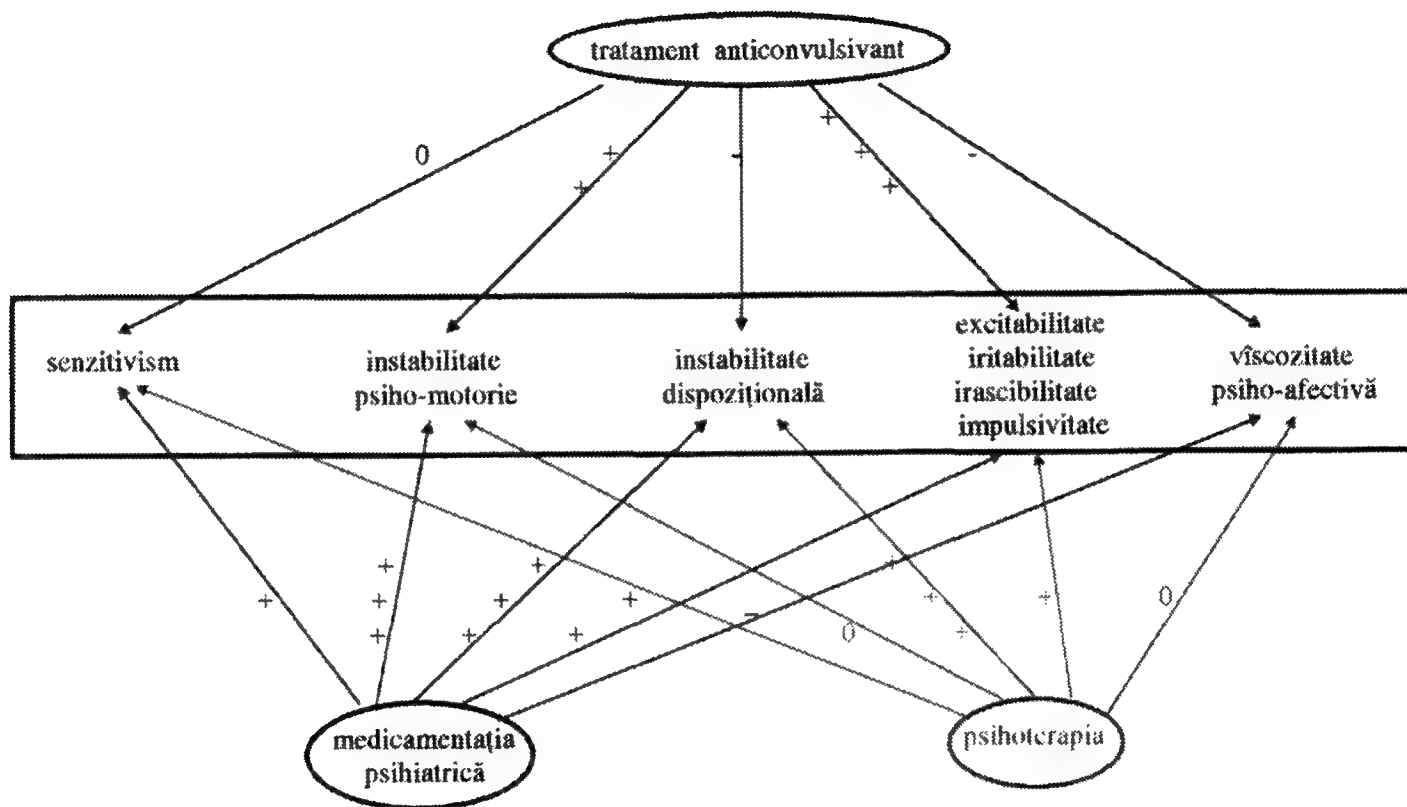 tratament anticonvulsivant
0
+
+
-
+
+
+
-
senzitivism
instabilitate
psiho-motorie
instabilitate
dispozițională
excitabilitate
iritabilitate
irascibilitate
impulsivitate
vîscozitate
psiho-afectivă
+
+
+
+
+
+
+
+
+
-
0
+
+
+
+
0
medicamentația
psihiatrică
psihoterapia